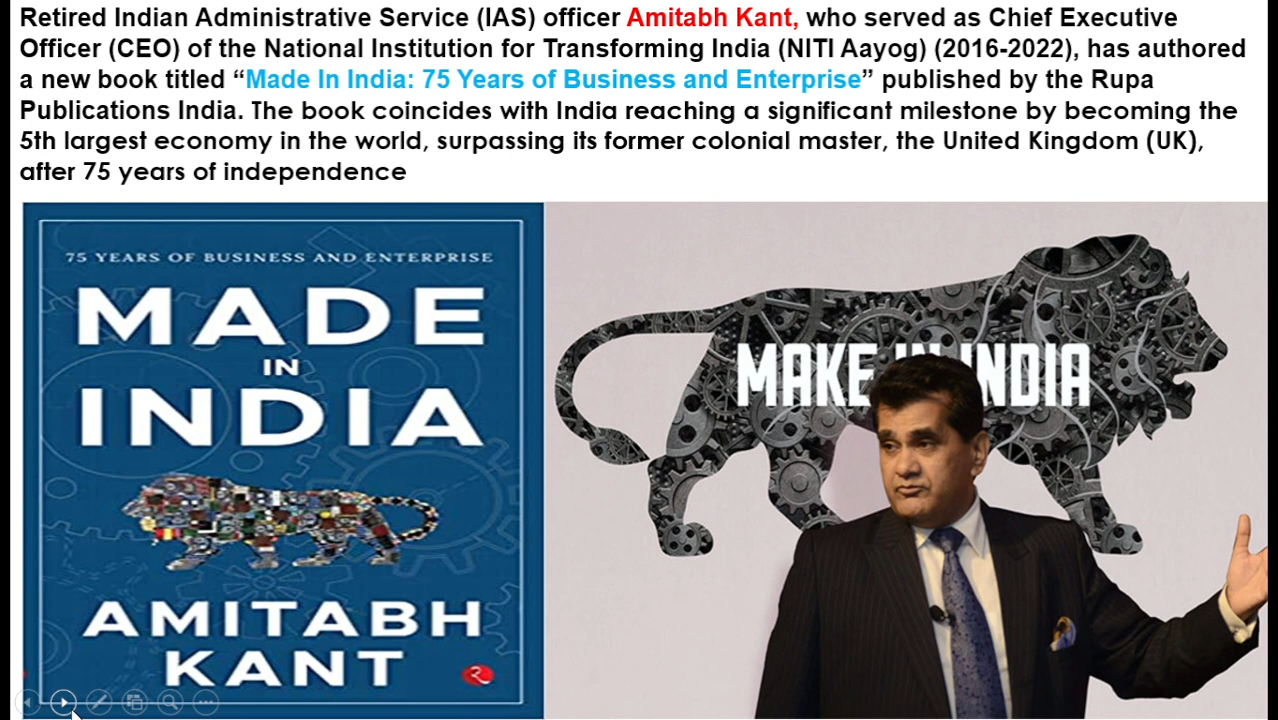 Retired Indian Administrative Service (IAS) officer Amitabh Kant, who served as Chief Executive
Officer (CEO) of the National Institution for Transforming India (NITI Aayog) (2016-2022), has authored
a new book titled “Made In India: 75 Years of Business and Enterprise” published by the Rupa
Publications India. The book coincides with India reaching a significant milestone by becoming the
5th largest economy in the world, surpassing its former colonial master, the United Kingdom (UK),
after 75 years of independence
75 YEARS OF BUSINESS AND ENTERPRISE
MADE
IN
INDIA
AMITABH
KANT
MAKE IN INDIA